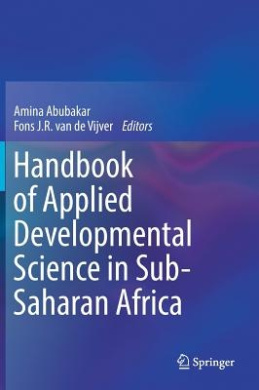 Amina Abubakar
Fons J.R. van de Vijver Editors
Handbook
of Applied
Developmental
Science in Sub-
Saharan Africa
Springer